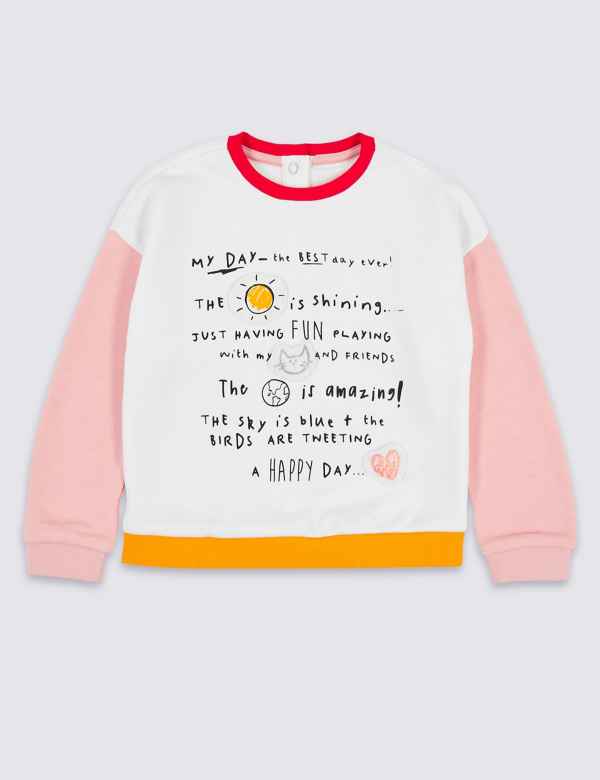 MY DAY— the BEST day ever!
THE is shining....
JUST HAVING FUN PLAYING
with my AND FRIENDS
The is amazing!
THE SKY is blue + the
BIRDS ARE TWEETING
A HAPPY DAY...